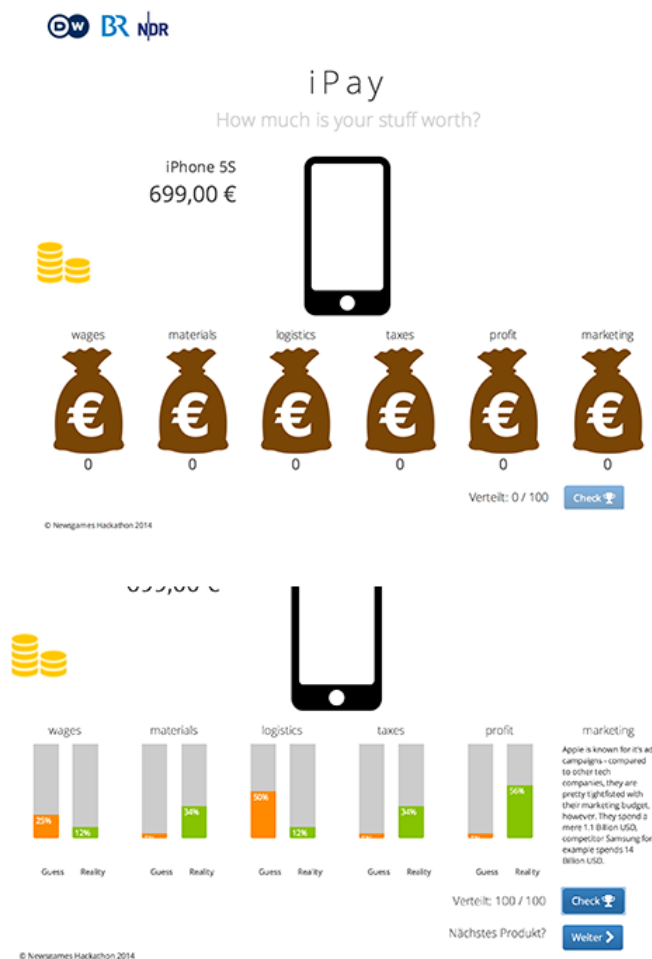 DW BR NDR
iPay
How much is your stuff worth?
iPhone 5S
699,00 €
wages materials logistics taxes profit marketing
€ € € € € €
0 0 0 0 0 0
Verteilt: 0 / 100 Check
© Newsgames Hackathon 2014
699,00 €
wages materials logistics taxes profit marketing
Apple is known for it's ad
campaigns - compared
to other tech
companies, they are
pretty tightfisted with
their marketing budget,
however. They spend a
mere 1.1 Billion USD,
competitor Samsung for
example spends 14
Billion USD.
25% 12% 34% 50% 12% 34% 56%
Guess Reality Guess Reality Guess Reality Guess Reality Guess Reality
Verteilt: 100 / 100 Check
Nächstes Produkt? Weiter
© Newsgames Hackathon 2014